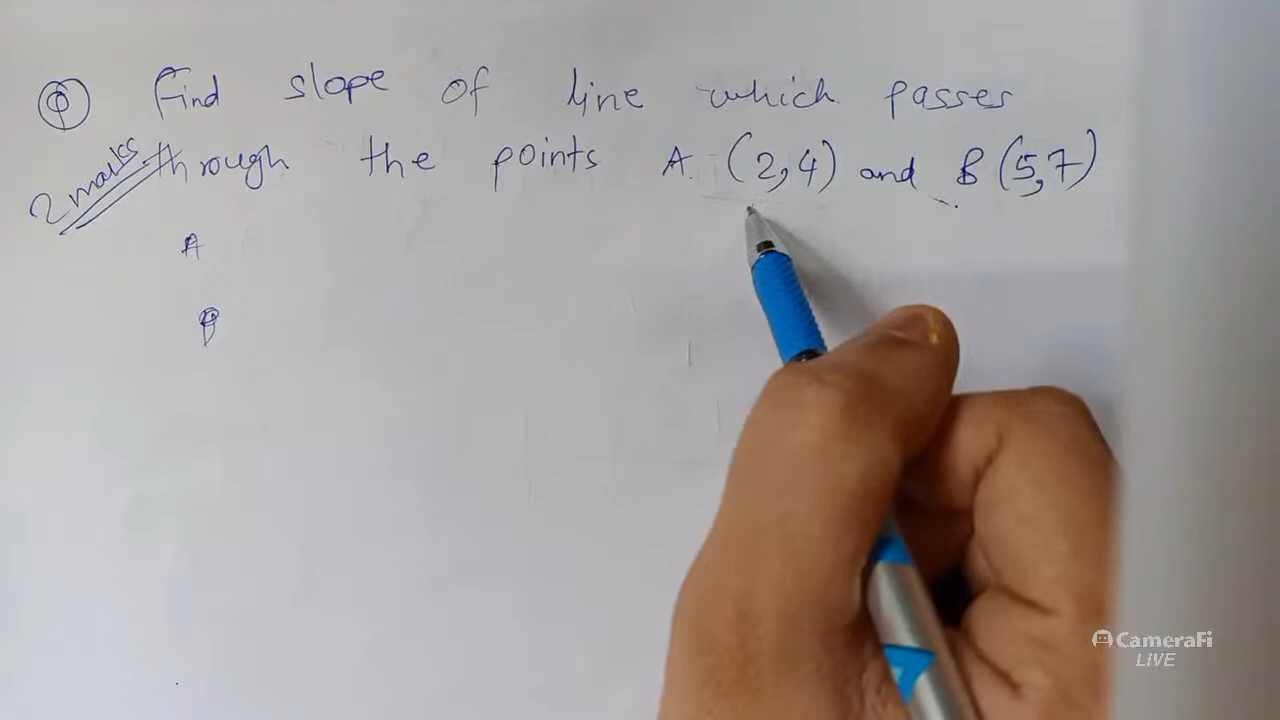 Q Find slope of line which passes
2 marks through the points A. (2,4) and B (5,7)
A
CameraFi
LIVE